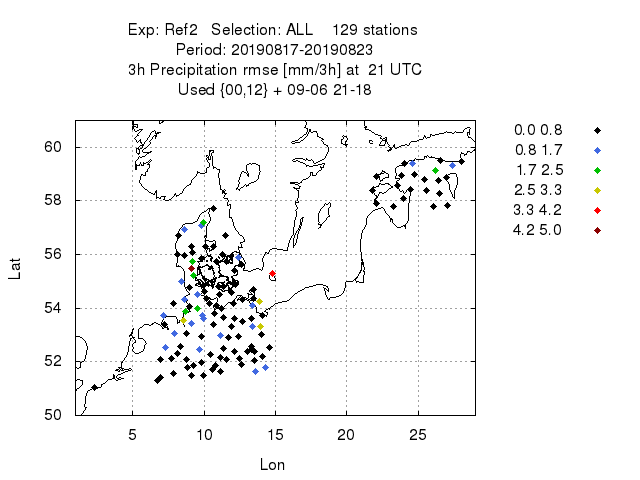 Exp: Ref2 Selection: ALL 129 stations
Period: 20190817-20190823
3h Precipitation rmse [mm/3h] at 21 UTC
Used {00,12} + 09-06 21-18
0.0 0.8
0.8 1.7
1.7 2.5
2.5 3.3
3.3 4.2
4.2 5.0
60
58
56
54
52
50
Lat
5 10 15 20 25
Lon